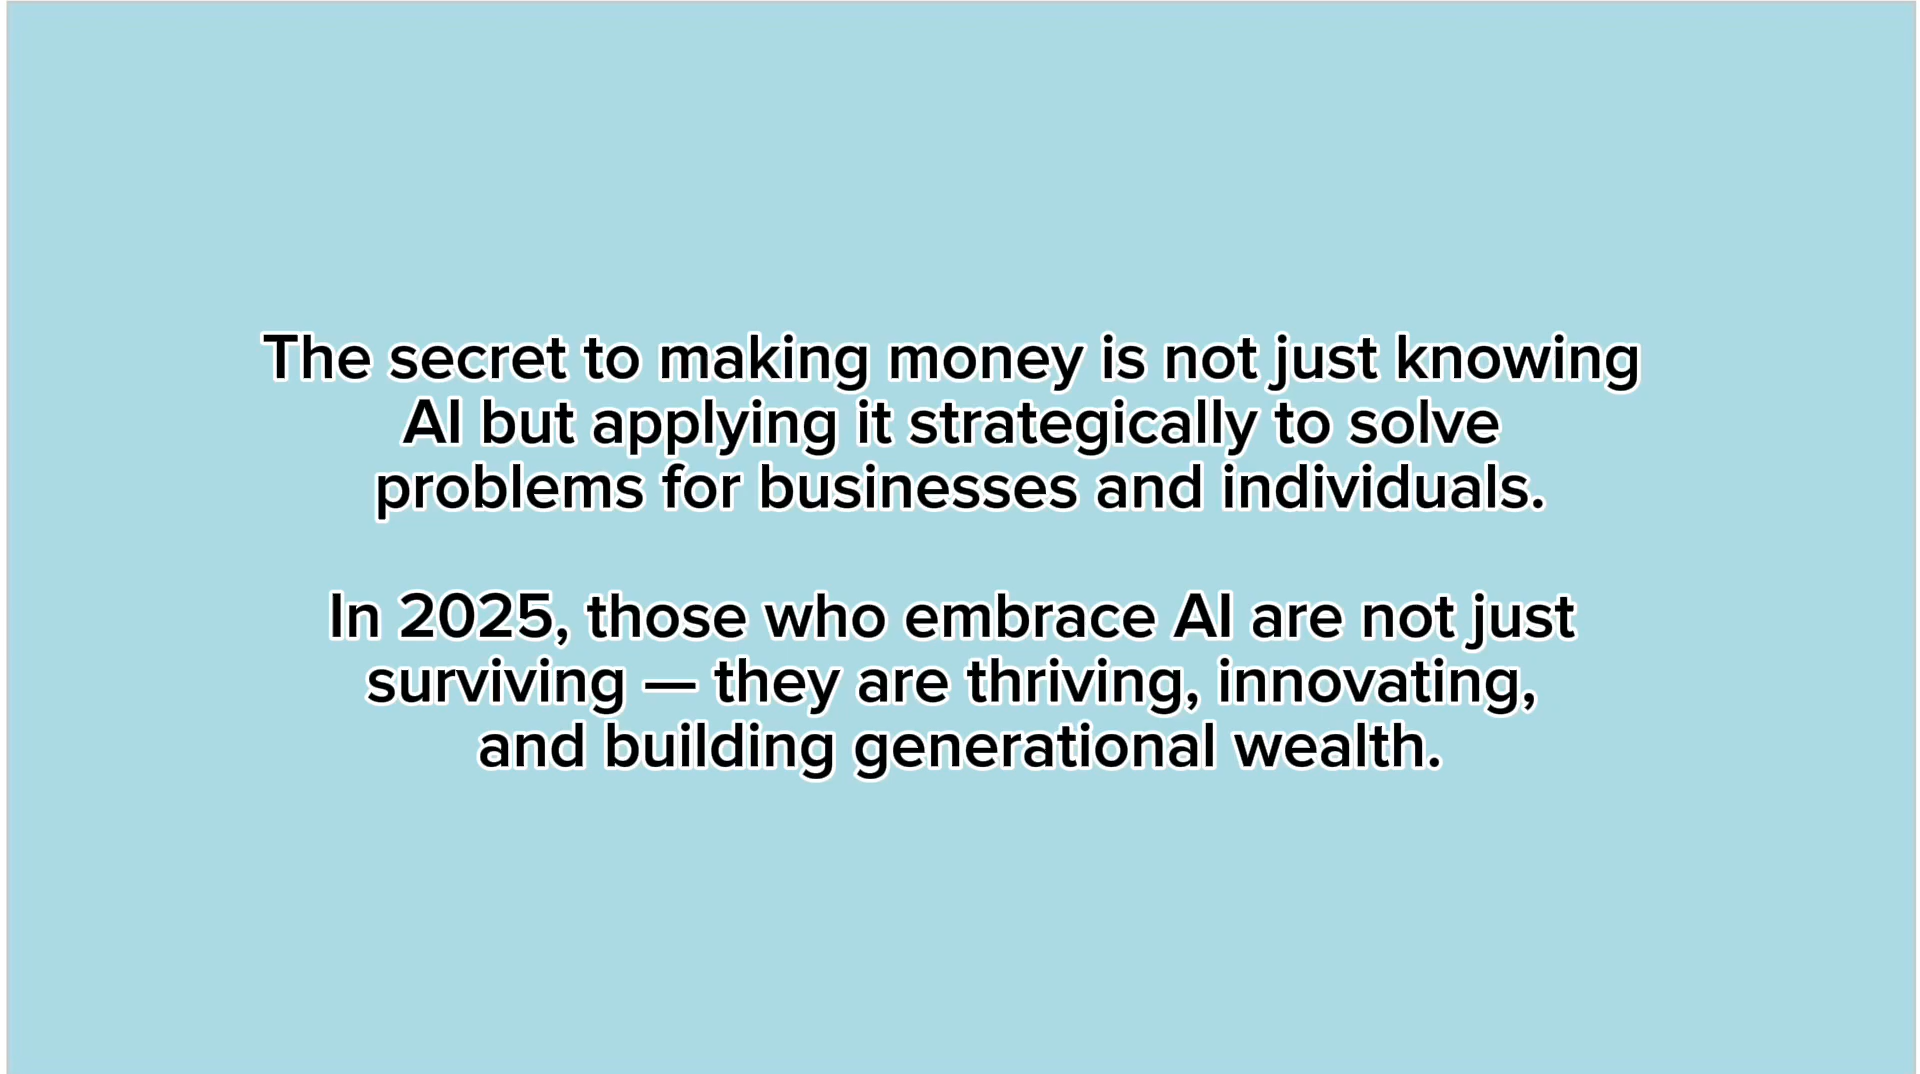 The secret to making money is not just knowing
AI but applying it strategically to solve
problems for businesses and individuals.
In 2025, those who embrace AI are not just
surviving — they are thriving, innovating,
and building generational wealth.